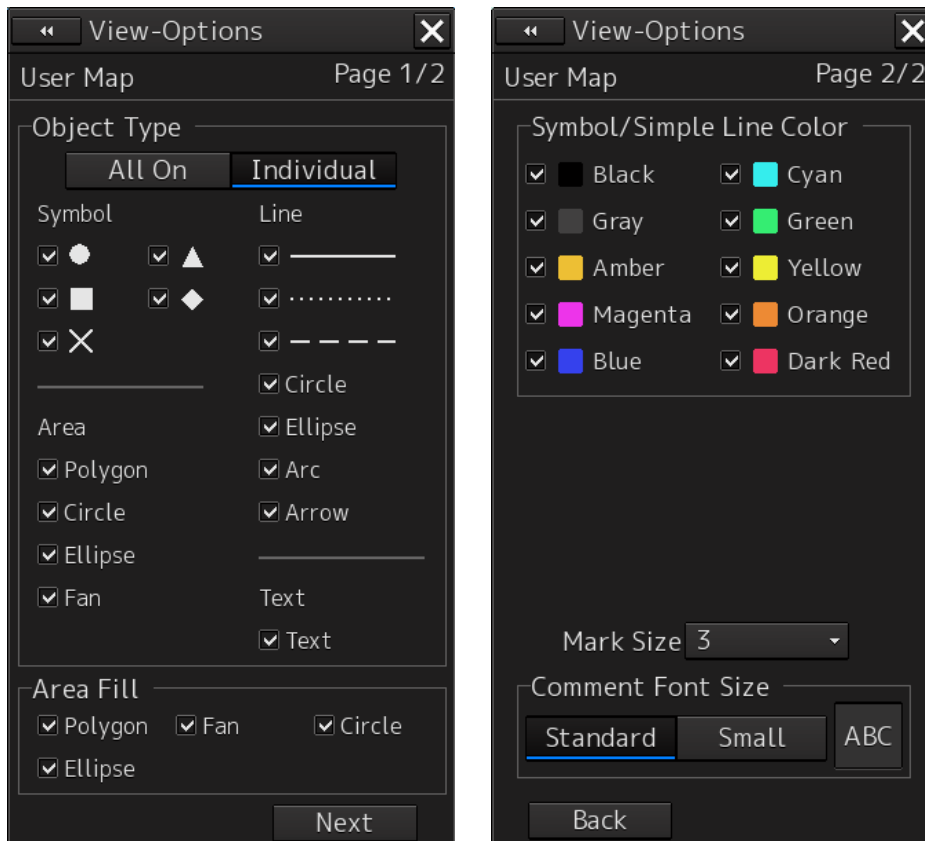 View-Options
User Map Page 1/2
Object Type
All On Individual
Symbol Line
Circle
Area Ellipse
Polygon Arc
Circle Arrow
Ellipse
Fan Text
Text
Area Fill
Polygon Fan Circle
Ellipse
Next
View-Options
User Map Page 2/2
Symbol/Simple Line Color
Black Cyan
Gray Green
Amber Yellow
Magenta Orange
Blue Dark Red
Mark Size 3
Comment Font Size
Standard Small ABC
Back